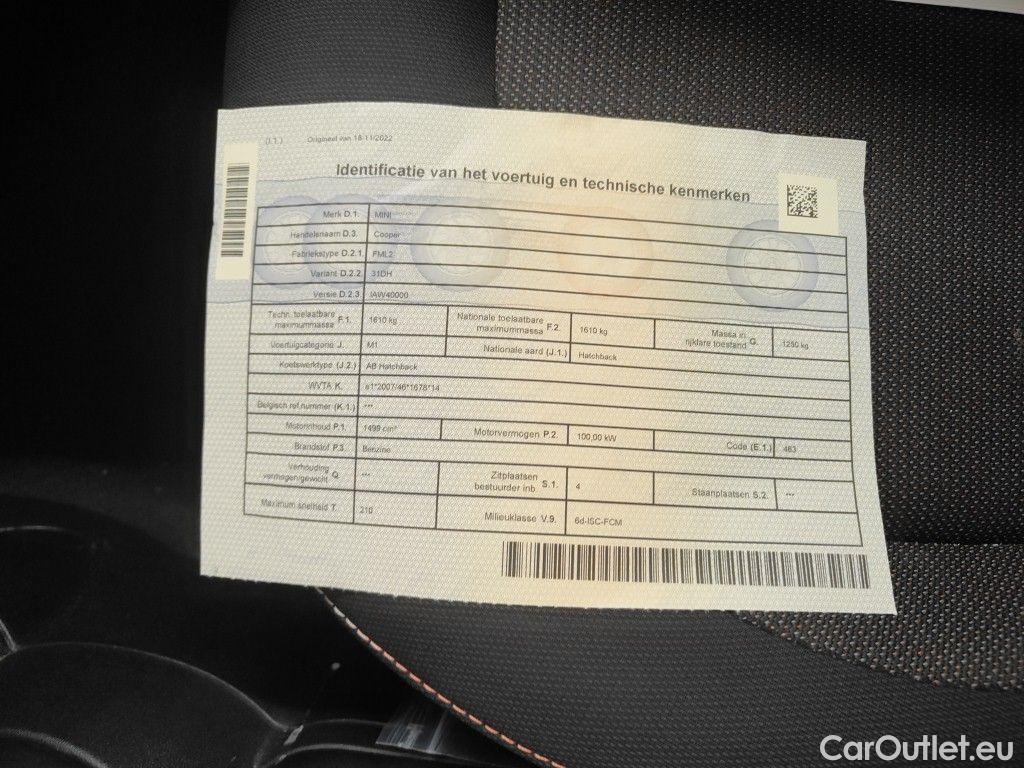 (I.1.) Origineel van 18/11/2022
Identificatie van het voertuig en technische kenmerken
Merk D.1. MINI
Handelsnaam D.3. Cooper
Fabriekstype D.2.1. FML2
Variant D.2.2. 31DH
Versie D.2.3. IAW40000
Techn. toelaatbare maximummassa F.1. 1610 kg Nationale toelaatbare maximummassa F.2. 1610 kg Massa in rijklare toestand G. 1250 kg
Voertuigcategorie J. M1 Nationale aard (J.1.) Hatchback
Koetswerktype (J.2.) AB Hatchback
WVTA K. e1*2007/46*1678*14
Belgisch ref.nummer (K.1.) ---
Motorinhoud P.1. 1499 cm³ Motorvermogen P.2. 100,00 kW Code (E.1.) 463
Brandstof P.3. Benzine
Verhouding vermogen/gewicht Q. --- Zitplaatsen bestuurder inb S.1. 4 Staanplaatsen S.2. ---
Maximum snelheid T. 210 Milieuklasse V.9. 6d-ISC-FCM
CarOutlet.eu